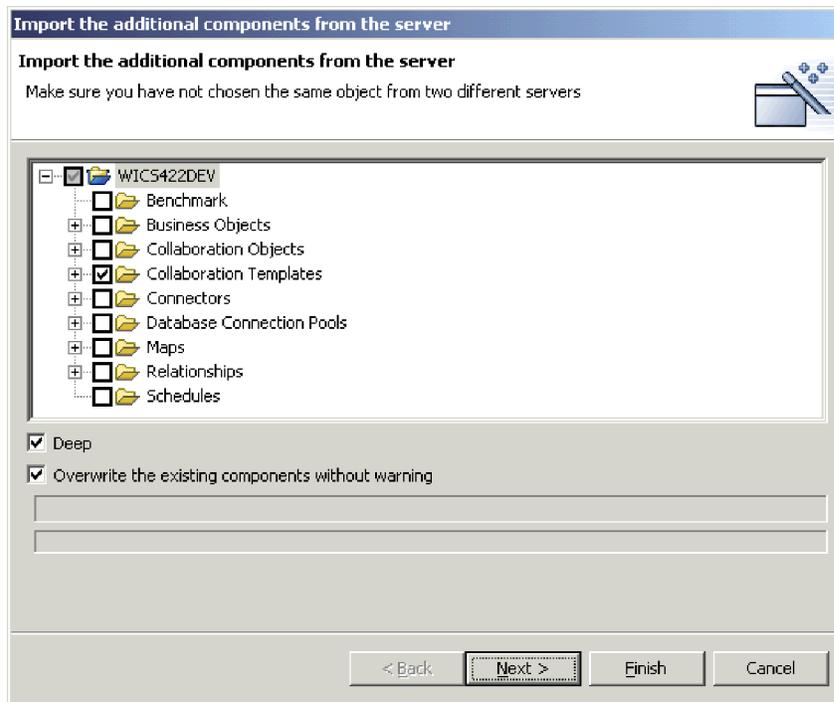 Import the additional components from the server
Import the additional components from the server
Make sure you have not chosen the same object from two different servers
WICS422DEV
Benchmark
Business Objects
Collaboration Objects
Collaboration Templates
Connectors
Database Connection Pools
Maps
Relationships
Schedules
Deep
Overwrite the existing components without warning
< Back
Next >
Finish
Cancel